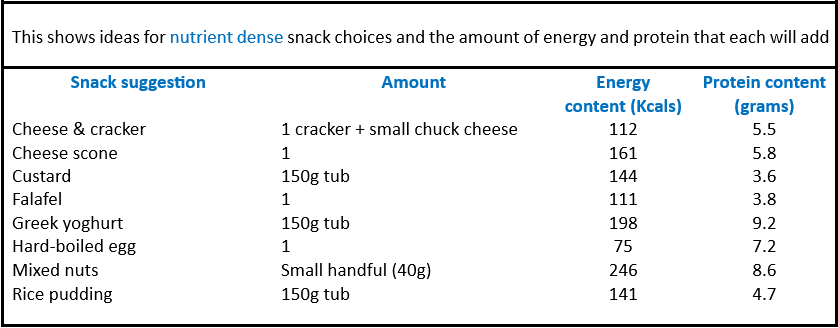 This shows ideas for nutrient dense snack choices and the amount of energy and protein that each will add
Snack suggestion Amount Energy content (Kcals) Protein content (grams)
Cheese & cracker 1 cracker + small chuck cheese 112 5.5
Cheese scone 1 161 5.8
Custard 150g tub 144 3.6
Falafel 1 111 3.8
Greek yoghurt 150g tub 198 9.2
Hard-boiled egg 1 75 7.2
Mixed nuts Small handful (40g) 246 8.6
Rice pudding 150g tub 141 4.7